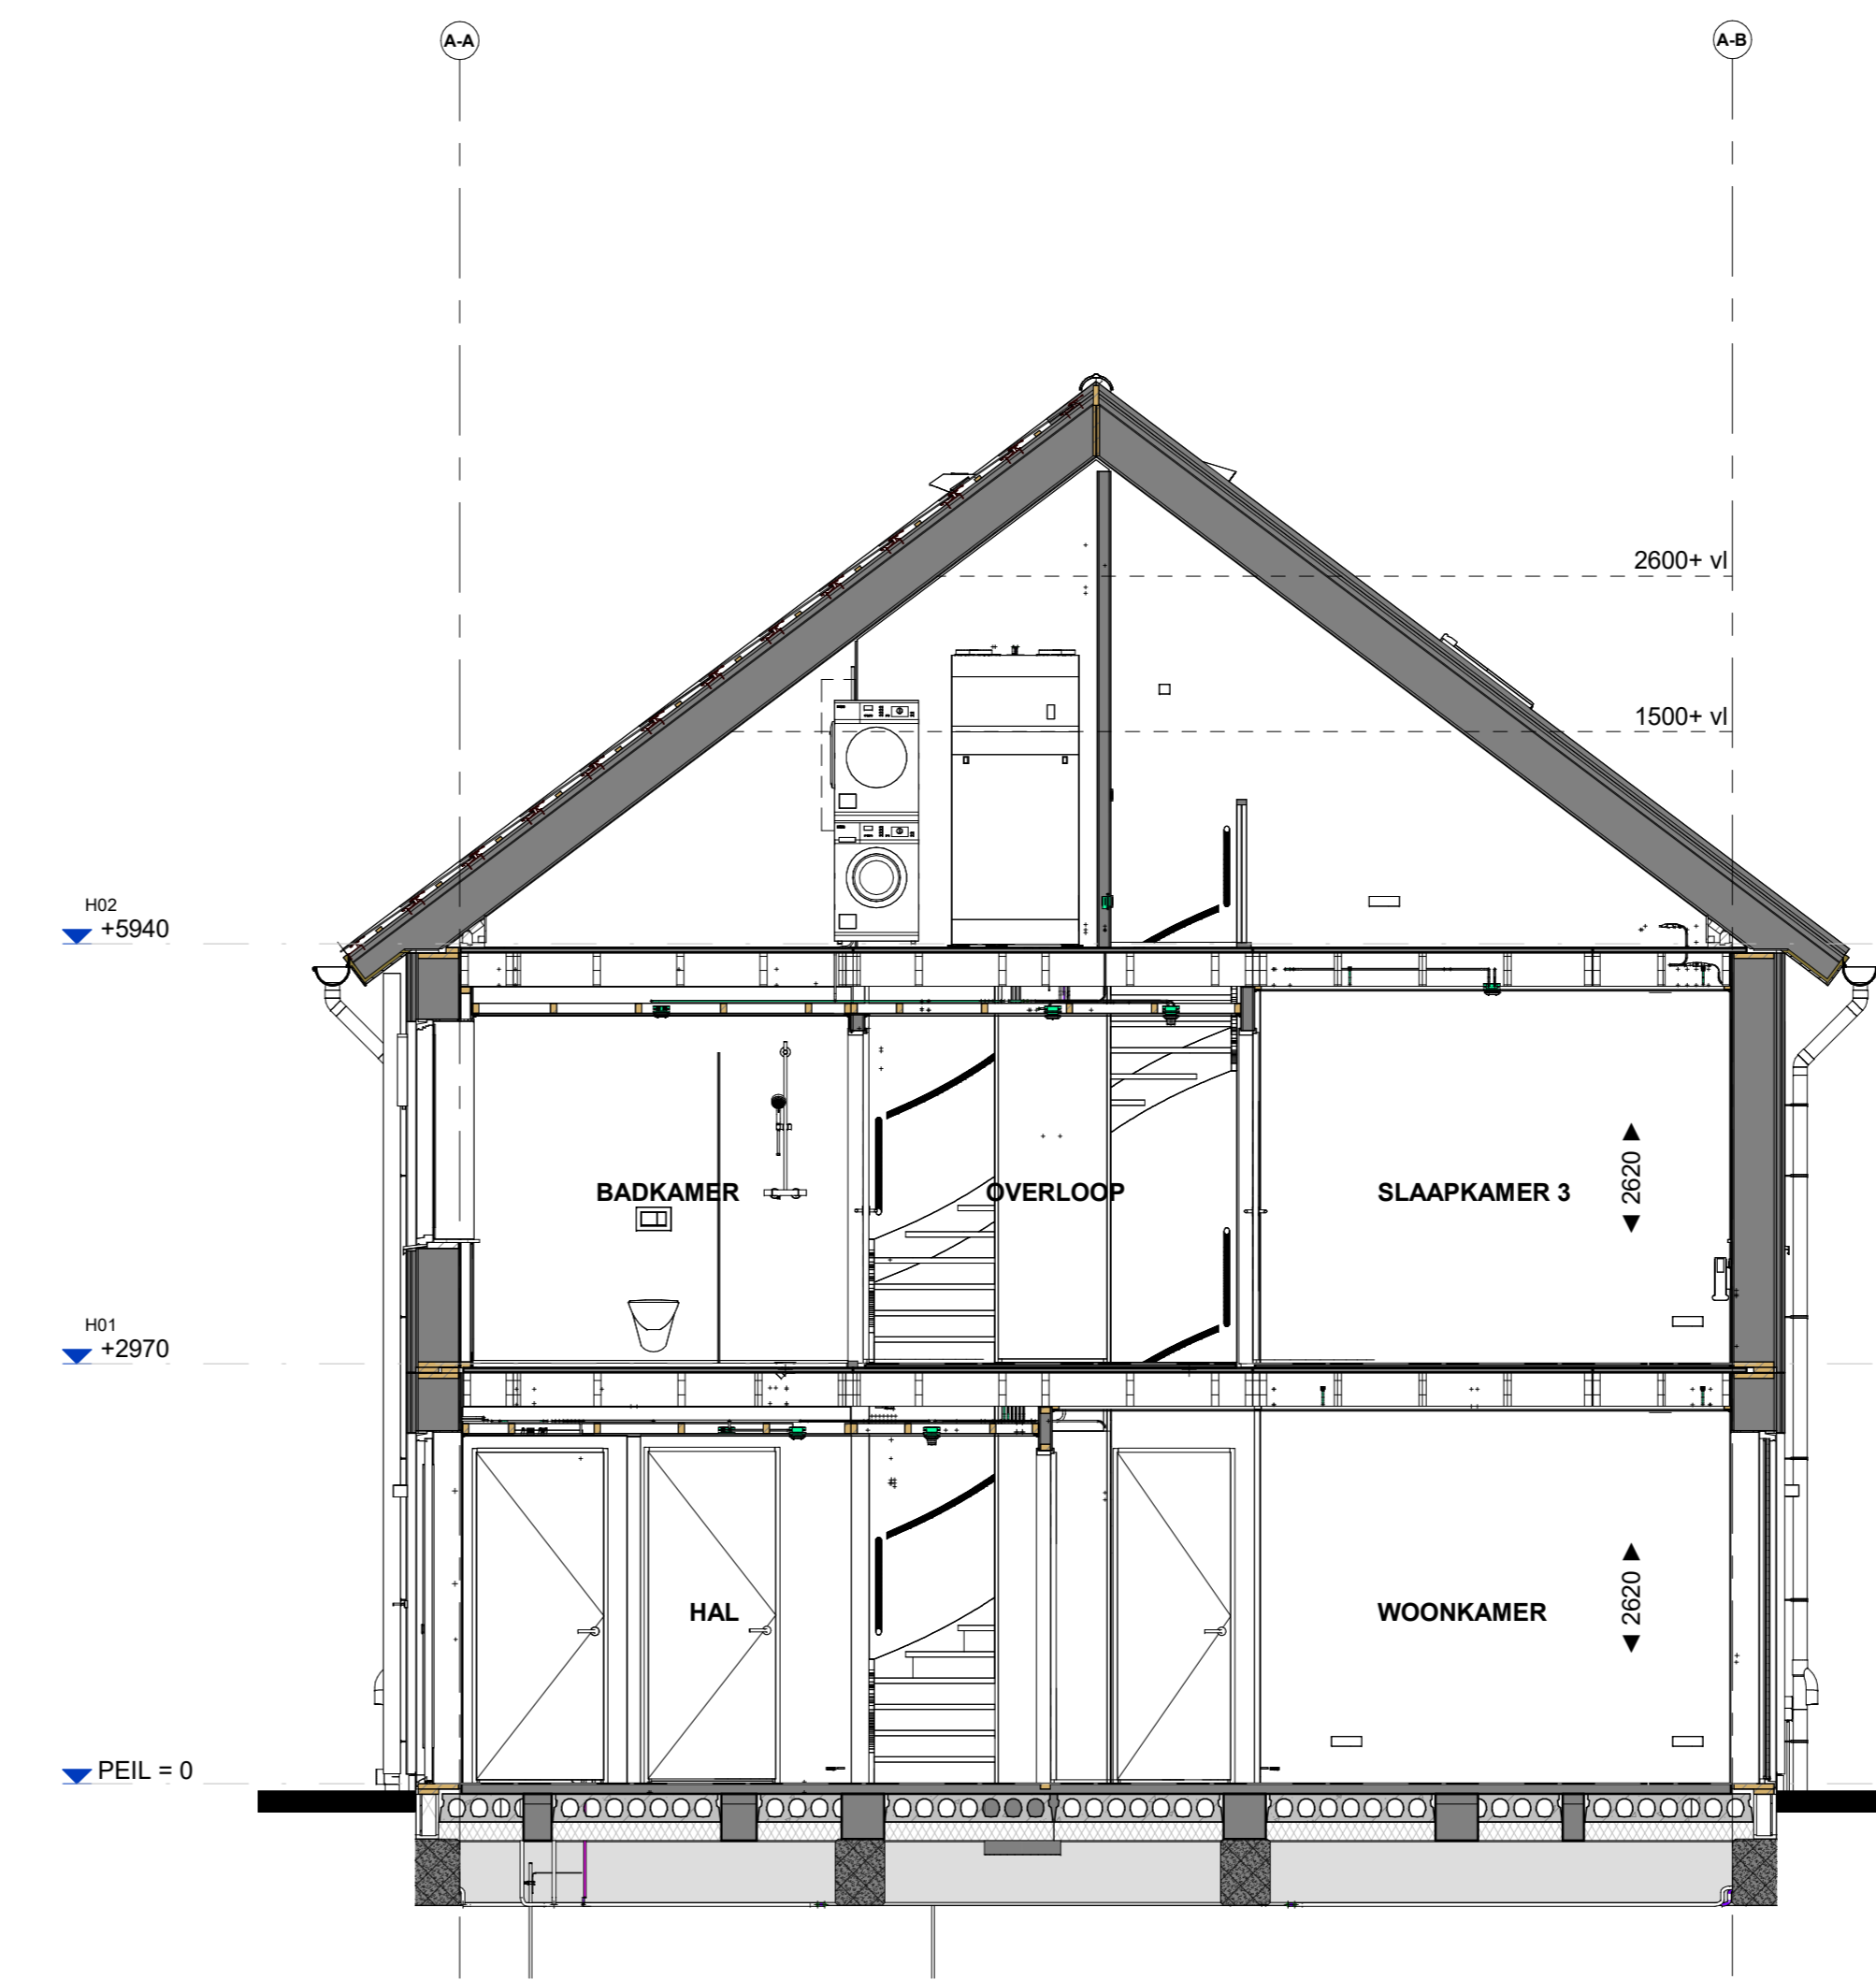 A-A
A-B
2600+ vl
1500+ vl
H02
+5940
BADKAMER
OVERLOOP
SLAAPKAMER 3
◄ 2620 ►
H01
+2970
HAL
WOONKAMER
◄ 2620 ►
PEIL = 0